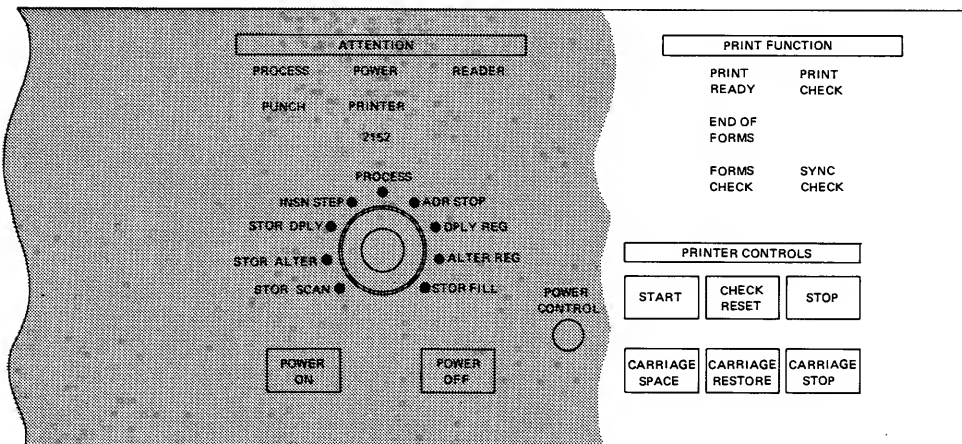 ATTENTION
PROCESS POWER READER
PUNCH PRINTER
2152
PROCESS
INSN STEP ADR STOP
STOR DPLY DPLY REG
STOR ALTER ALTER REG
STOR SCAN STOR FILL
POWER
CONTROL
POWER
ON
POWER
OFF
PRINT FUNCTION
PRINT
READY
PRINT
CHECK
END OF
FORMS
FORMS
CHECK
SYNC
CHECK
PRINTER CONTROLS
START
CHECK
RESET
STOP
CARRIAGE
SPACE
CARRIAGE
RESTORE
CARRIAGE
STOP